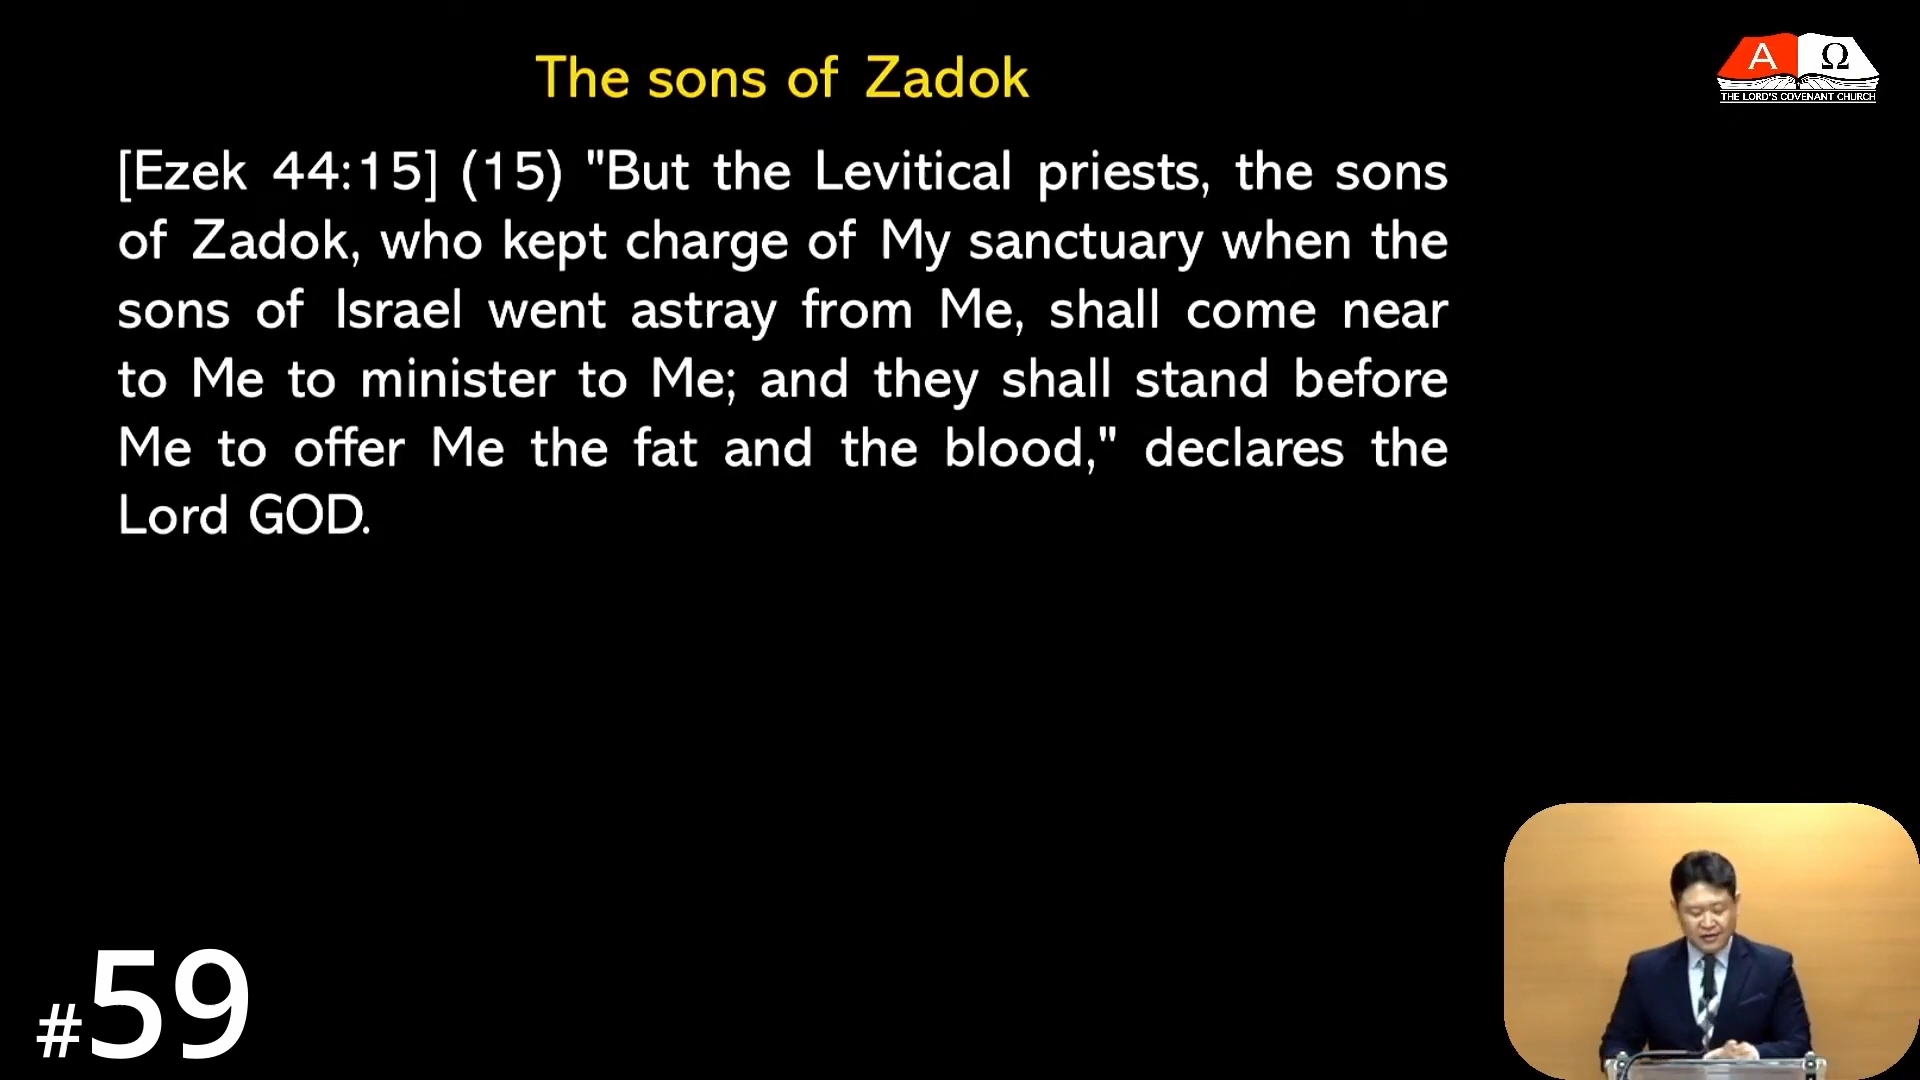 The sons of Zadok
A Ω
THE LORD'S COVENANT CHURCH
[Ezek 44:15] (15) "But the Levitical priests, the sons
of Zadok, who kept charge of My sanctuary when the
sons of Israel went astray from Me, shall come near
to Me to minister to Me; and they shall stand before
Me to offer Me the fat and the blood," declares the
Lord GOD.
#59